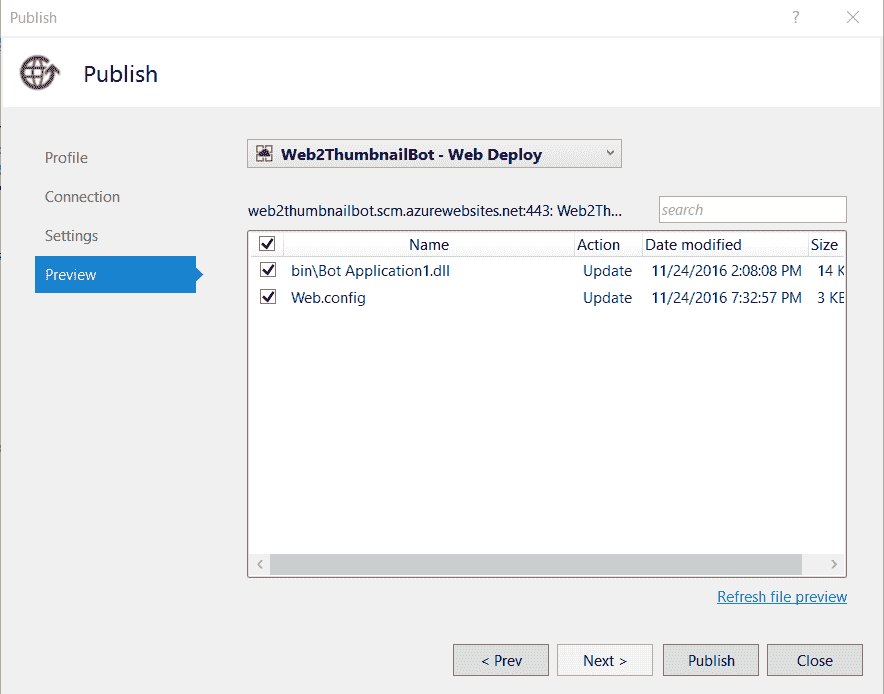 Publish
?
Publish
Profile
Connection
Settings
Preview
Web2ThumbnailBot - Web Deploy
web2thumbnailbot.scm.azurewebsites.net:443: Web2Th...
search
Name Action Date modified Size
bin\Bot Application1.dll Update 11/24/2016 2:08:08 PM 14 K
Web.config Update 11/24/2016 7:32:57 PM 3 KE
Refresh file preview
< Prev Next > Publish Close